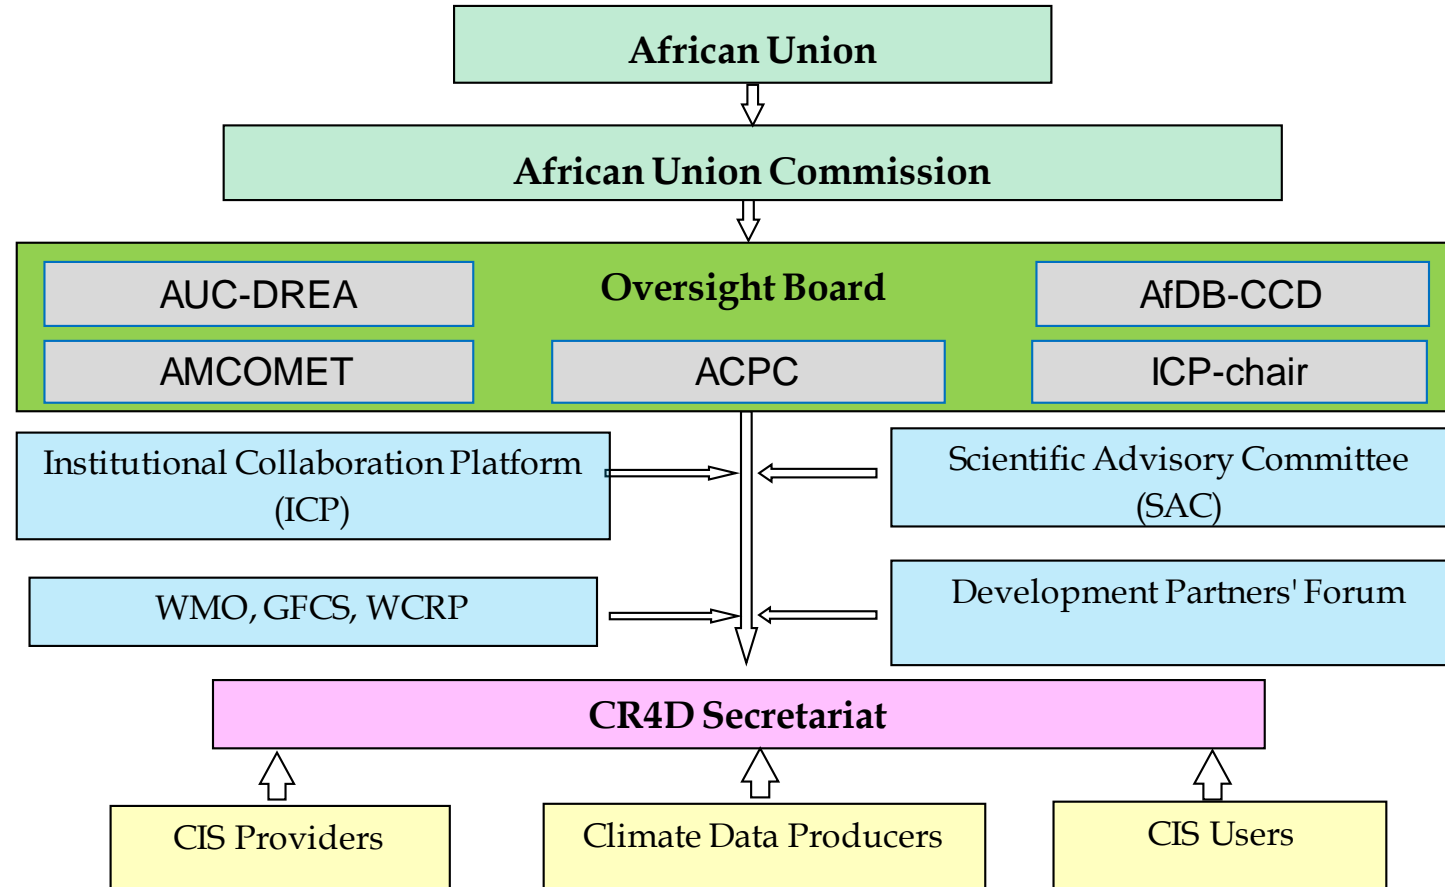 African Union
African Union Commission
Oversight Board
AUC-DREA
AfDB-CCD
AMCOMET
ACPC
ICP-chair
Institutional Collaboration Platform
(ICP)
Scientific Advisory Committee
(SAC)
WMO, GFCS, WCRP
Development Partners' Forum
CR4D Secretariat
CIS Providers
Climate Data Producers
CIS Users